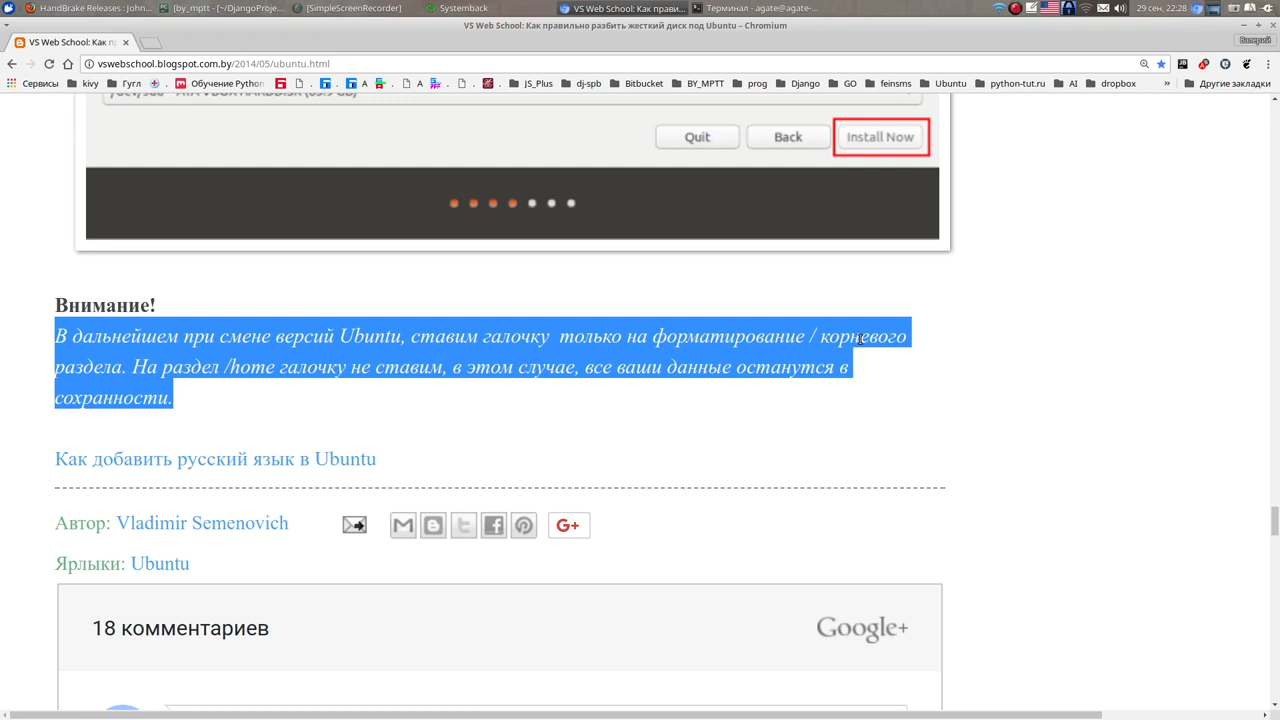 HandBrake Releases : John... [by_mptt - [~/DjangoProje... [SimpleScreenRecorder] Systemback [VS Web School: Как прави... Терминал - agate@agate-... 29 сен, 22:28
VS Web School: Как правильно разбить жесткий диск под Ubuntu – Chromium
VS Web School: Как п Валерий
vswebschool.blogspot.com.by/2014/05/ubuntu.html
Сервисы kivy Гугл Обучение Python JS_Plus dj-spb Bitbucket BY_MPTT prog Django GO feinsms Ubuntu python-tut.ru AI dropbox » Другие закладки
Quit Back Install Now
Внимание!
В дальнейшем при смене версий Ubuntu, ставим галочку только на форматирование / корневого
раздела. На раздел /home галочку не ставим, в этом случае, все ваши данные останутся в
сохранности.
Как добавить русский язык в Ubuntu
Автор: Vladimir Semenovich G+
Ярлыки: Ubuntu
18 комментариев Google+